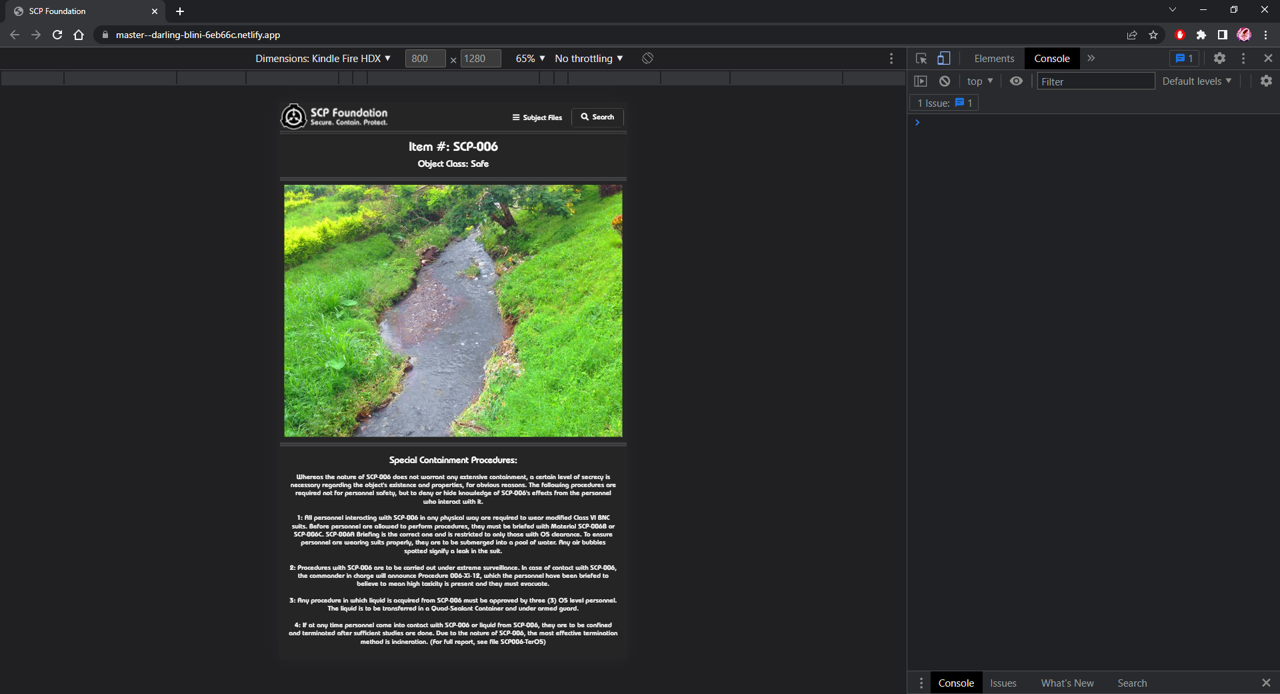 SCP Foundation
master--darling-blini-6eb66c.netlify.app
Dimensions: Kindle Fire HDX ▼ 800 × 1280 65% ▼ No throttling ▼
Elements Console » 1
top ▼ Filter Default levels ▼
1 Issue: 1
SCP Foundation
Secure. Contain. Protect.
Subject Files Search
Item #: SCP-006
Object Class: Safe
Special Containment Procedures:
Whereas the nature of SCP-006 does not warrant any extensive containment, a certain level of secrecy is
necessary regarding the object's existence and properties, for obvious reasons. The following procedures are
required not for personnel safety, but to deny or hide knowledge of SCP-006's effects from the personnel
who interact with it.
1: All personnel interacting with SCP-006 in any physical way are required to wear modified Class VI BNC
suits. Before personnel are allowed to perform procedures, they must be briefed with Material SCP-006B or
SCP-006C. SCP-006A Briefing is the correct one and is restricted to only those with O5 clearance. To ensure
personnel are wearing suits properly, they are to be submerged into a pool of water. Any air bubbles
spotted signify a leak in the suit.
2: Procedures with SCP-006 are to be carried out under extreme surveillance. In case of contact with SCP-006,
the commander in charge will announce Procedure 006-Xi-12, which the personnel have been briefed to
believe to mean high toxicity is present and they must evacuate.
3: Any procedure in which liquid is acquired from SCP-006 must be approved by three (3) O5 level personnel.
The liquid is to be transferred in a Quad-Sealant Container and under armed guard.
4: If at any time personnel come into contact with SCP-006 or liquid from SCP-006, they are to be confined
and terminated after sufficient studies are done. Due to the nature of SCP-006, the most effective termination
method is incineration. (For full report, see file SCP006-TerO5)
Console Issues What's New Search